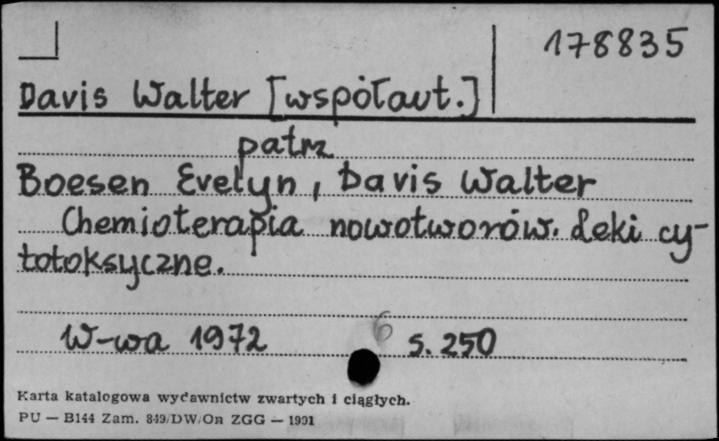 178835
Davis Walter [współaut.]
patrz
Boesen Evelyn, Davis Walter
Chemioterapia nowotworów. Leki cy-
totoksyczne.
6
W-wa 1972 s. 250
Karta katalogowa wydawnictw zwartych i ciągłych.
PU — B144 Zam. 849/DW/On ZGG — 1991